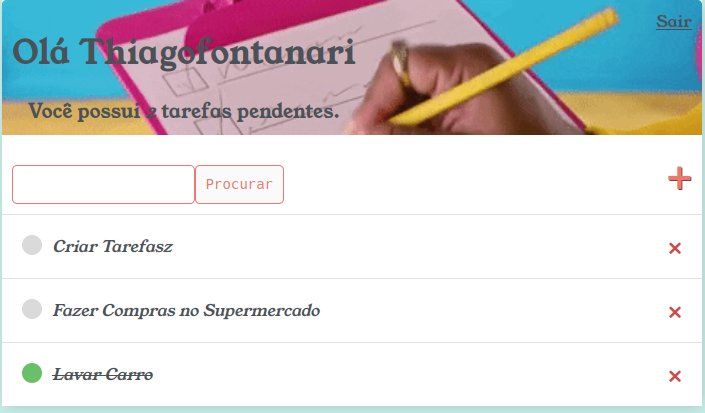 Sair
Olá Thiagofontanari
Você possui 2 tarefas pendentes.
Procurar
Criar Tarefasz
Fazer Compras no Supermercado
Lavar Carro